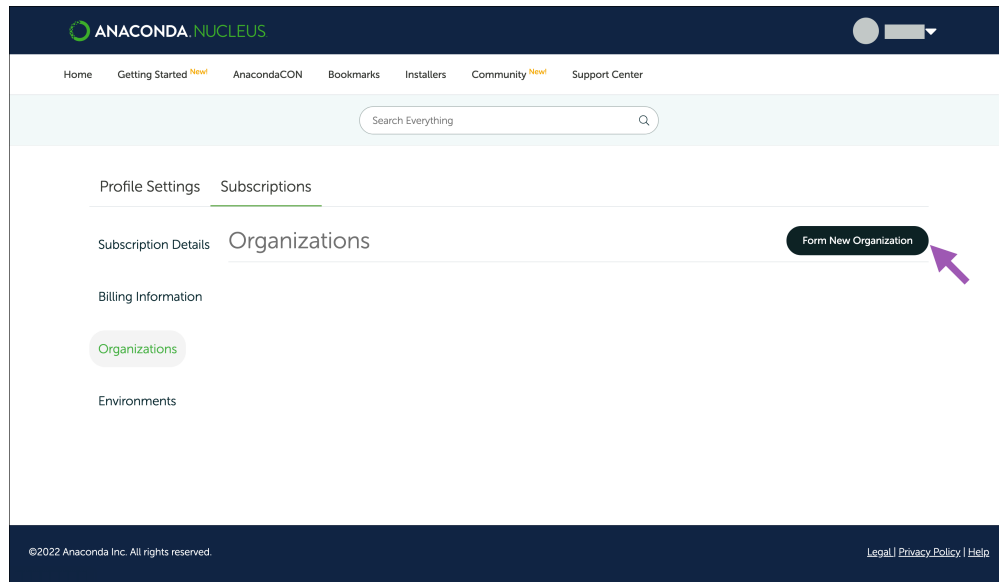 ANACONDA.NUCLEUS
Home Getting Started New! AnacondaCON Bookmarks Installers Community New! Support Center
Search Everything
Profile Settings Subscriptions
Subscription Details
Organizations
Form New Organization
Billing Information
Organizations
Environments
©2022 Anaconda Inc. All rights reserved.
Legal | Privacy Policy | Help